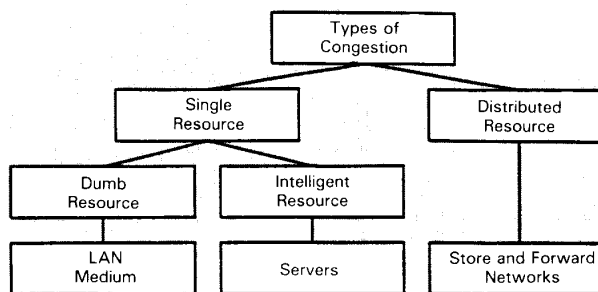 Types of
Congestion
Single
Resource
Distributed
Resource
Dumb
Resource
Intelligent
Resource
LAN
Medium
Servers
Store and Forward
Networks